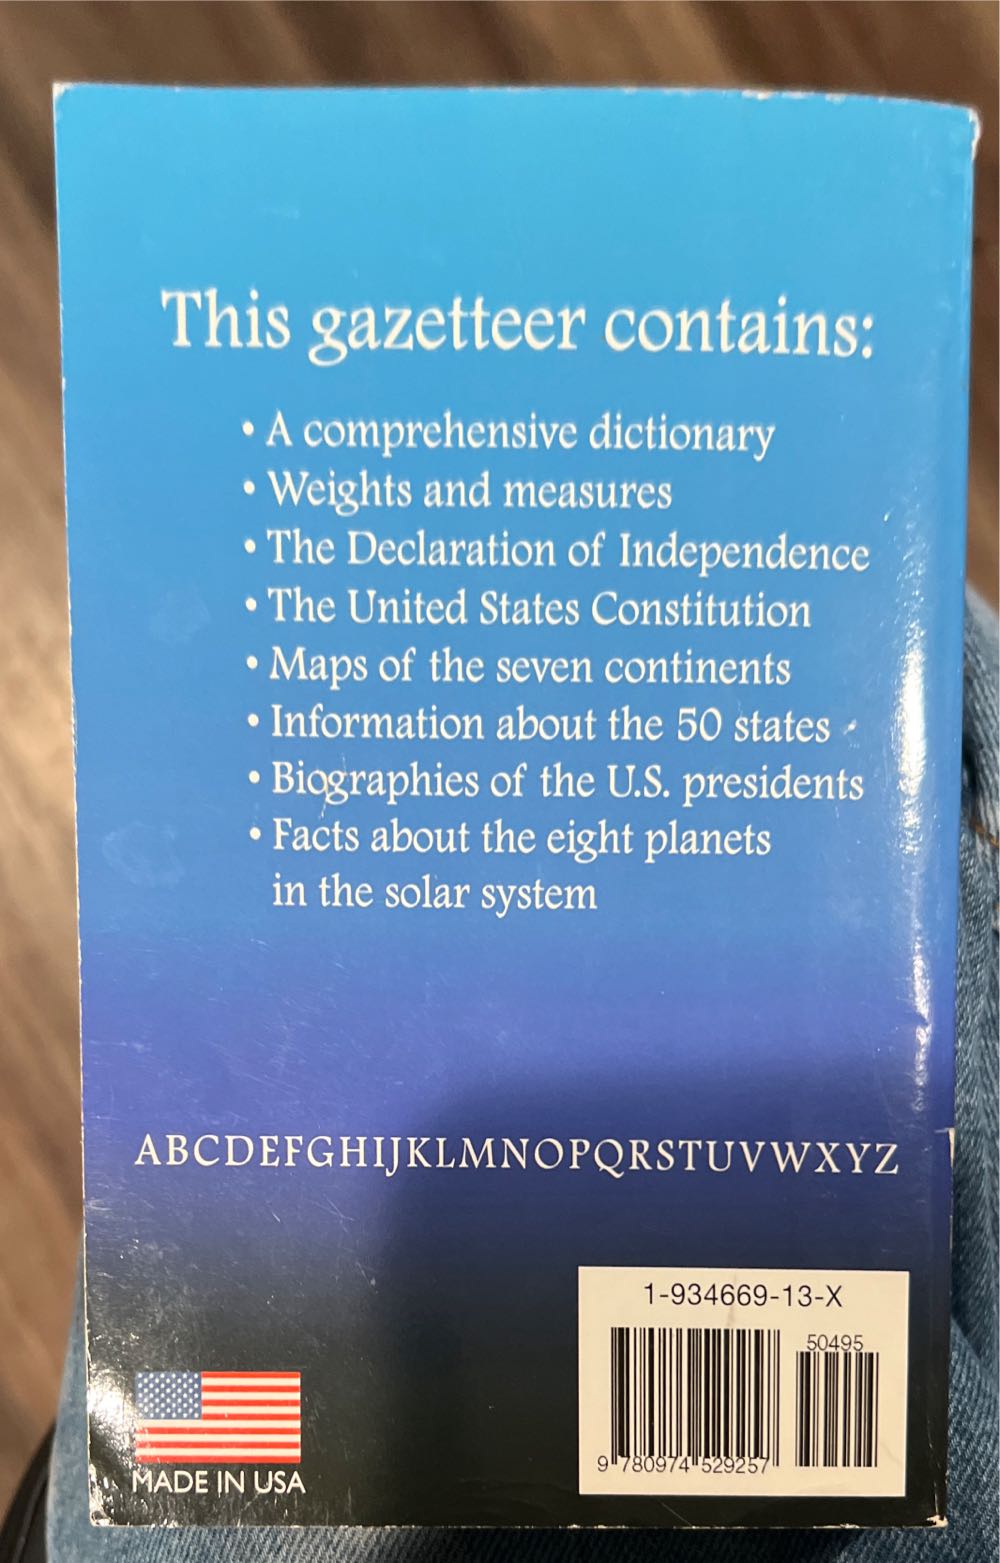 This gazetteer contains:
• A comprehensive dictionary
• Weights and measures
• The Declaration of Independence
• The United States Constitution
• Maps of the seven continents
• Information about the 50 states
• Biographies of the U.S. presidents
• Facts about the eight planets
in the solar system
ABCDEFGHIJKLMNOPQRSTUVWXYZ
1-934669-13-X
50495
9 780974 529257
MADE IN USA